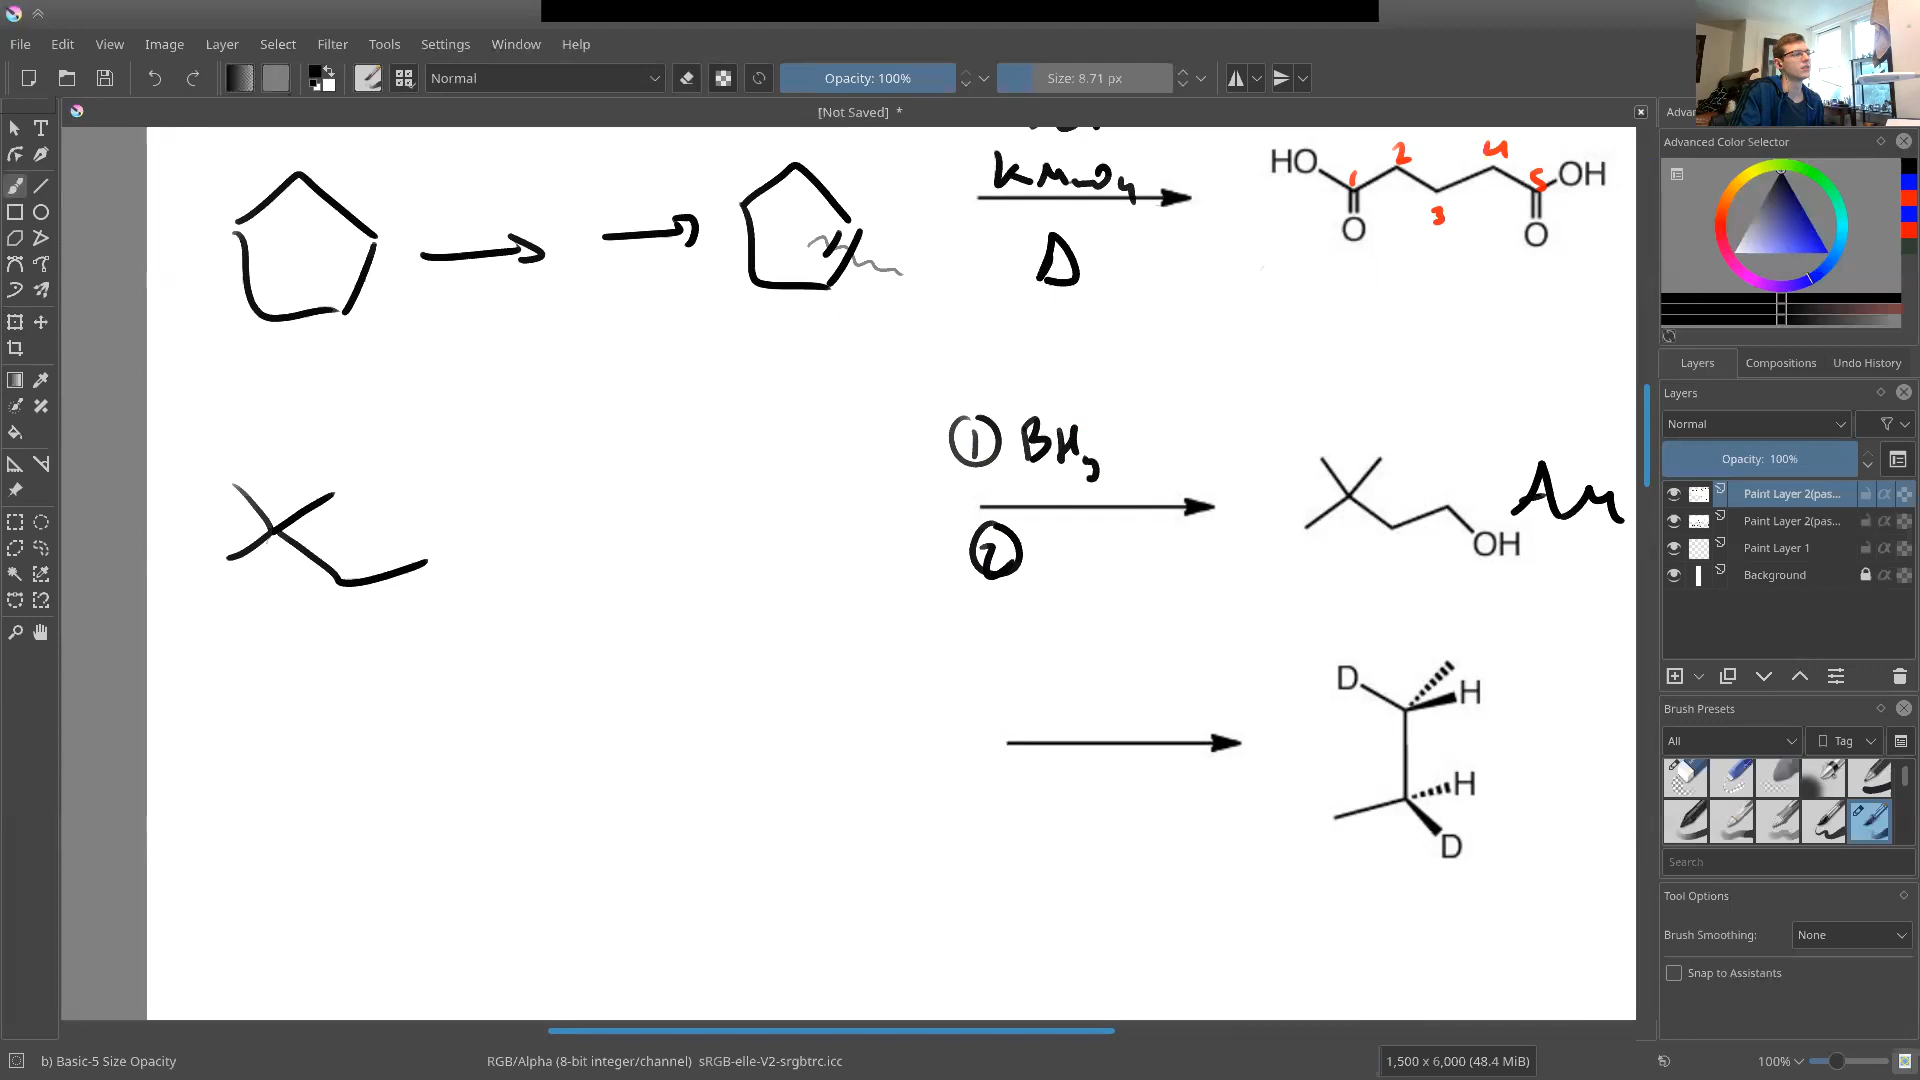 File Edit View Image Layer Select Filter Tools Settings Window Help
Normal Opacity: 100% Size: 8.71 px
[Not Saved] *
Advanced Color Selector
Layers Compositions Undo History
Layers
Normal
Opacity: 100%
Paint Layer 2(pas...
Paint Layer 2(pas...
Paint Layer 1
Background
Brush Presets
All Tag
Search
Tool Options
Brush Smoothing: None
Snap to Assistants
KMnO4
Δ
HO 1 2 3 4 5 OH
O O
① BH3
②
OH
D H
H
D
b) Basic-5 Size Opacity RGB/Alpha (8-bit integer/channel) sRGB-elle-V2-srgbtrc.icc 1,500 x 6,000 (48.4 MiB) 100%